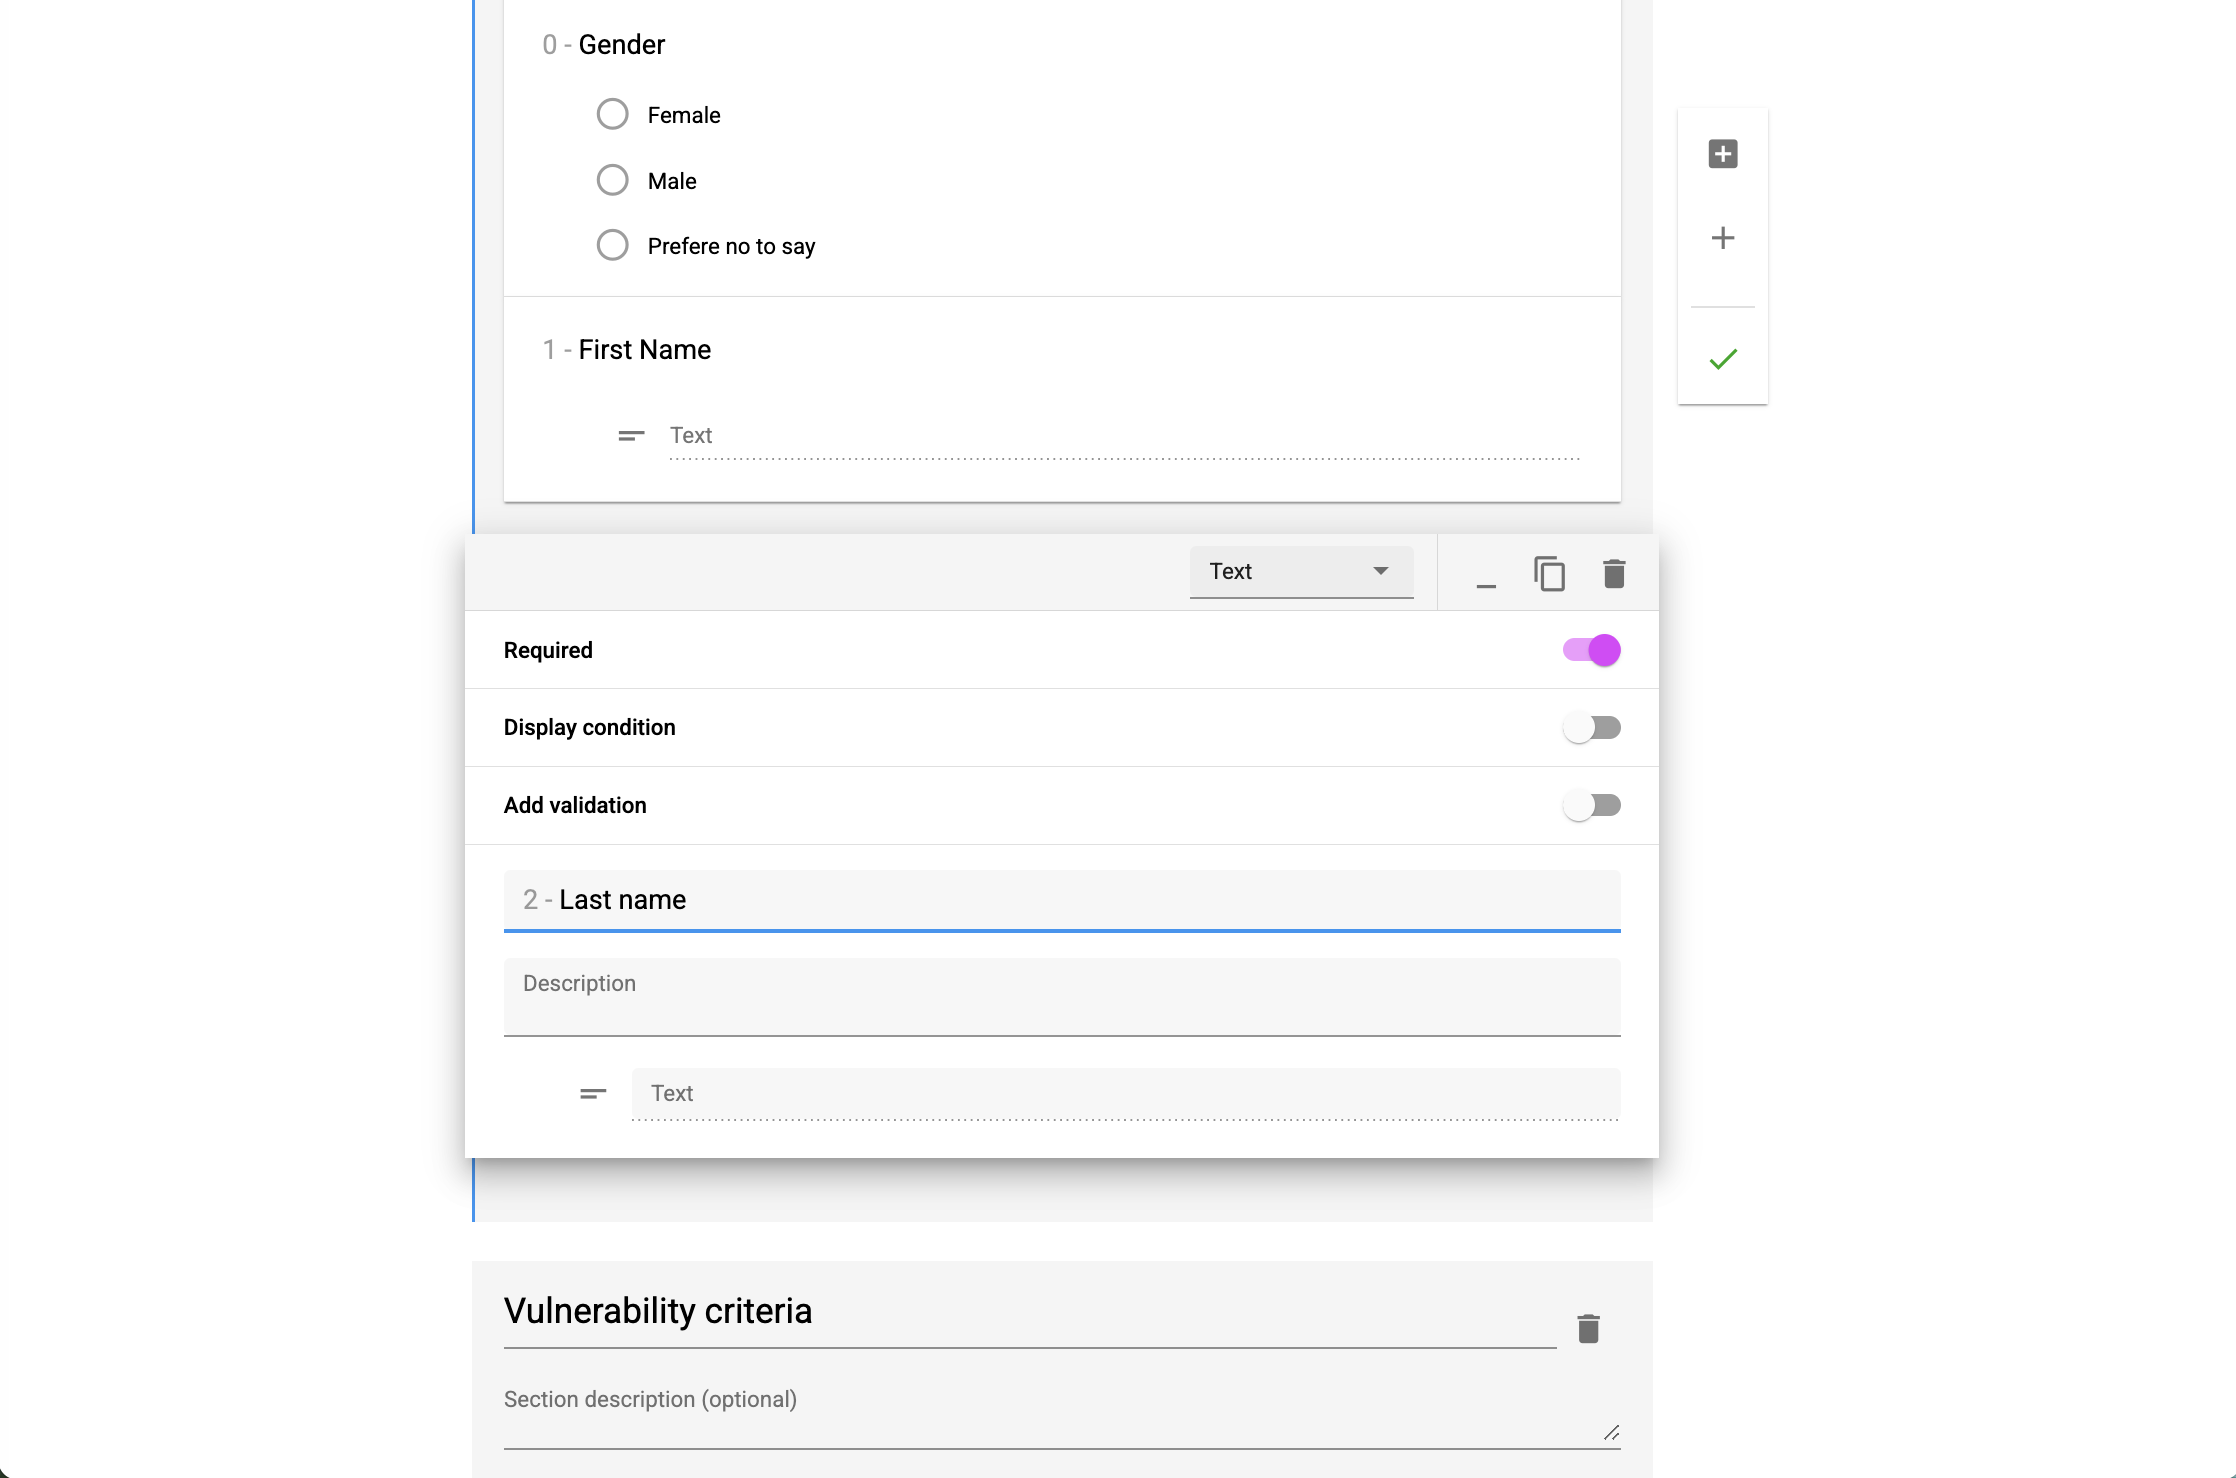 0 - Gender
Female
Male
Prefere no to say
1 - First Name
Text
Text
Required
Display condition
Add validation
2 - Last name
Description
Text
Vulnerability criteria
Section description (optional)